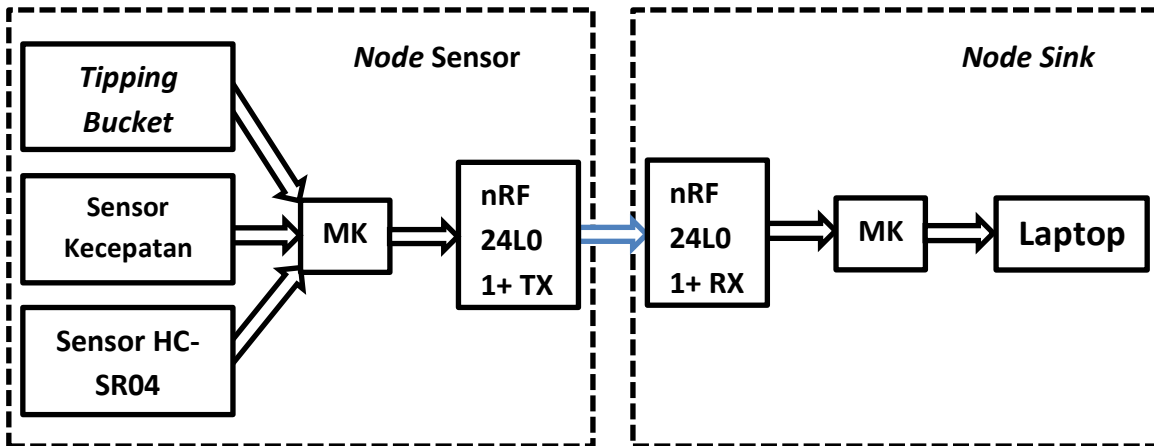 Node Sensor
Tipping
Bucket
Sensor
Kecepatan
Sensor HC-
SR04
MK
nRF
24L0
1+ TX
Node Sink
nRF
24L0
1+ RX
MK
Laptop